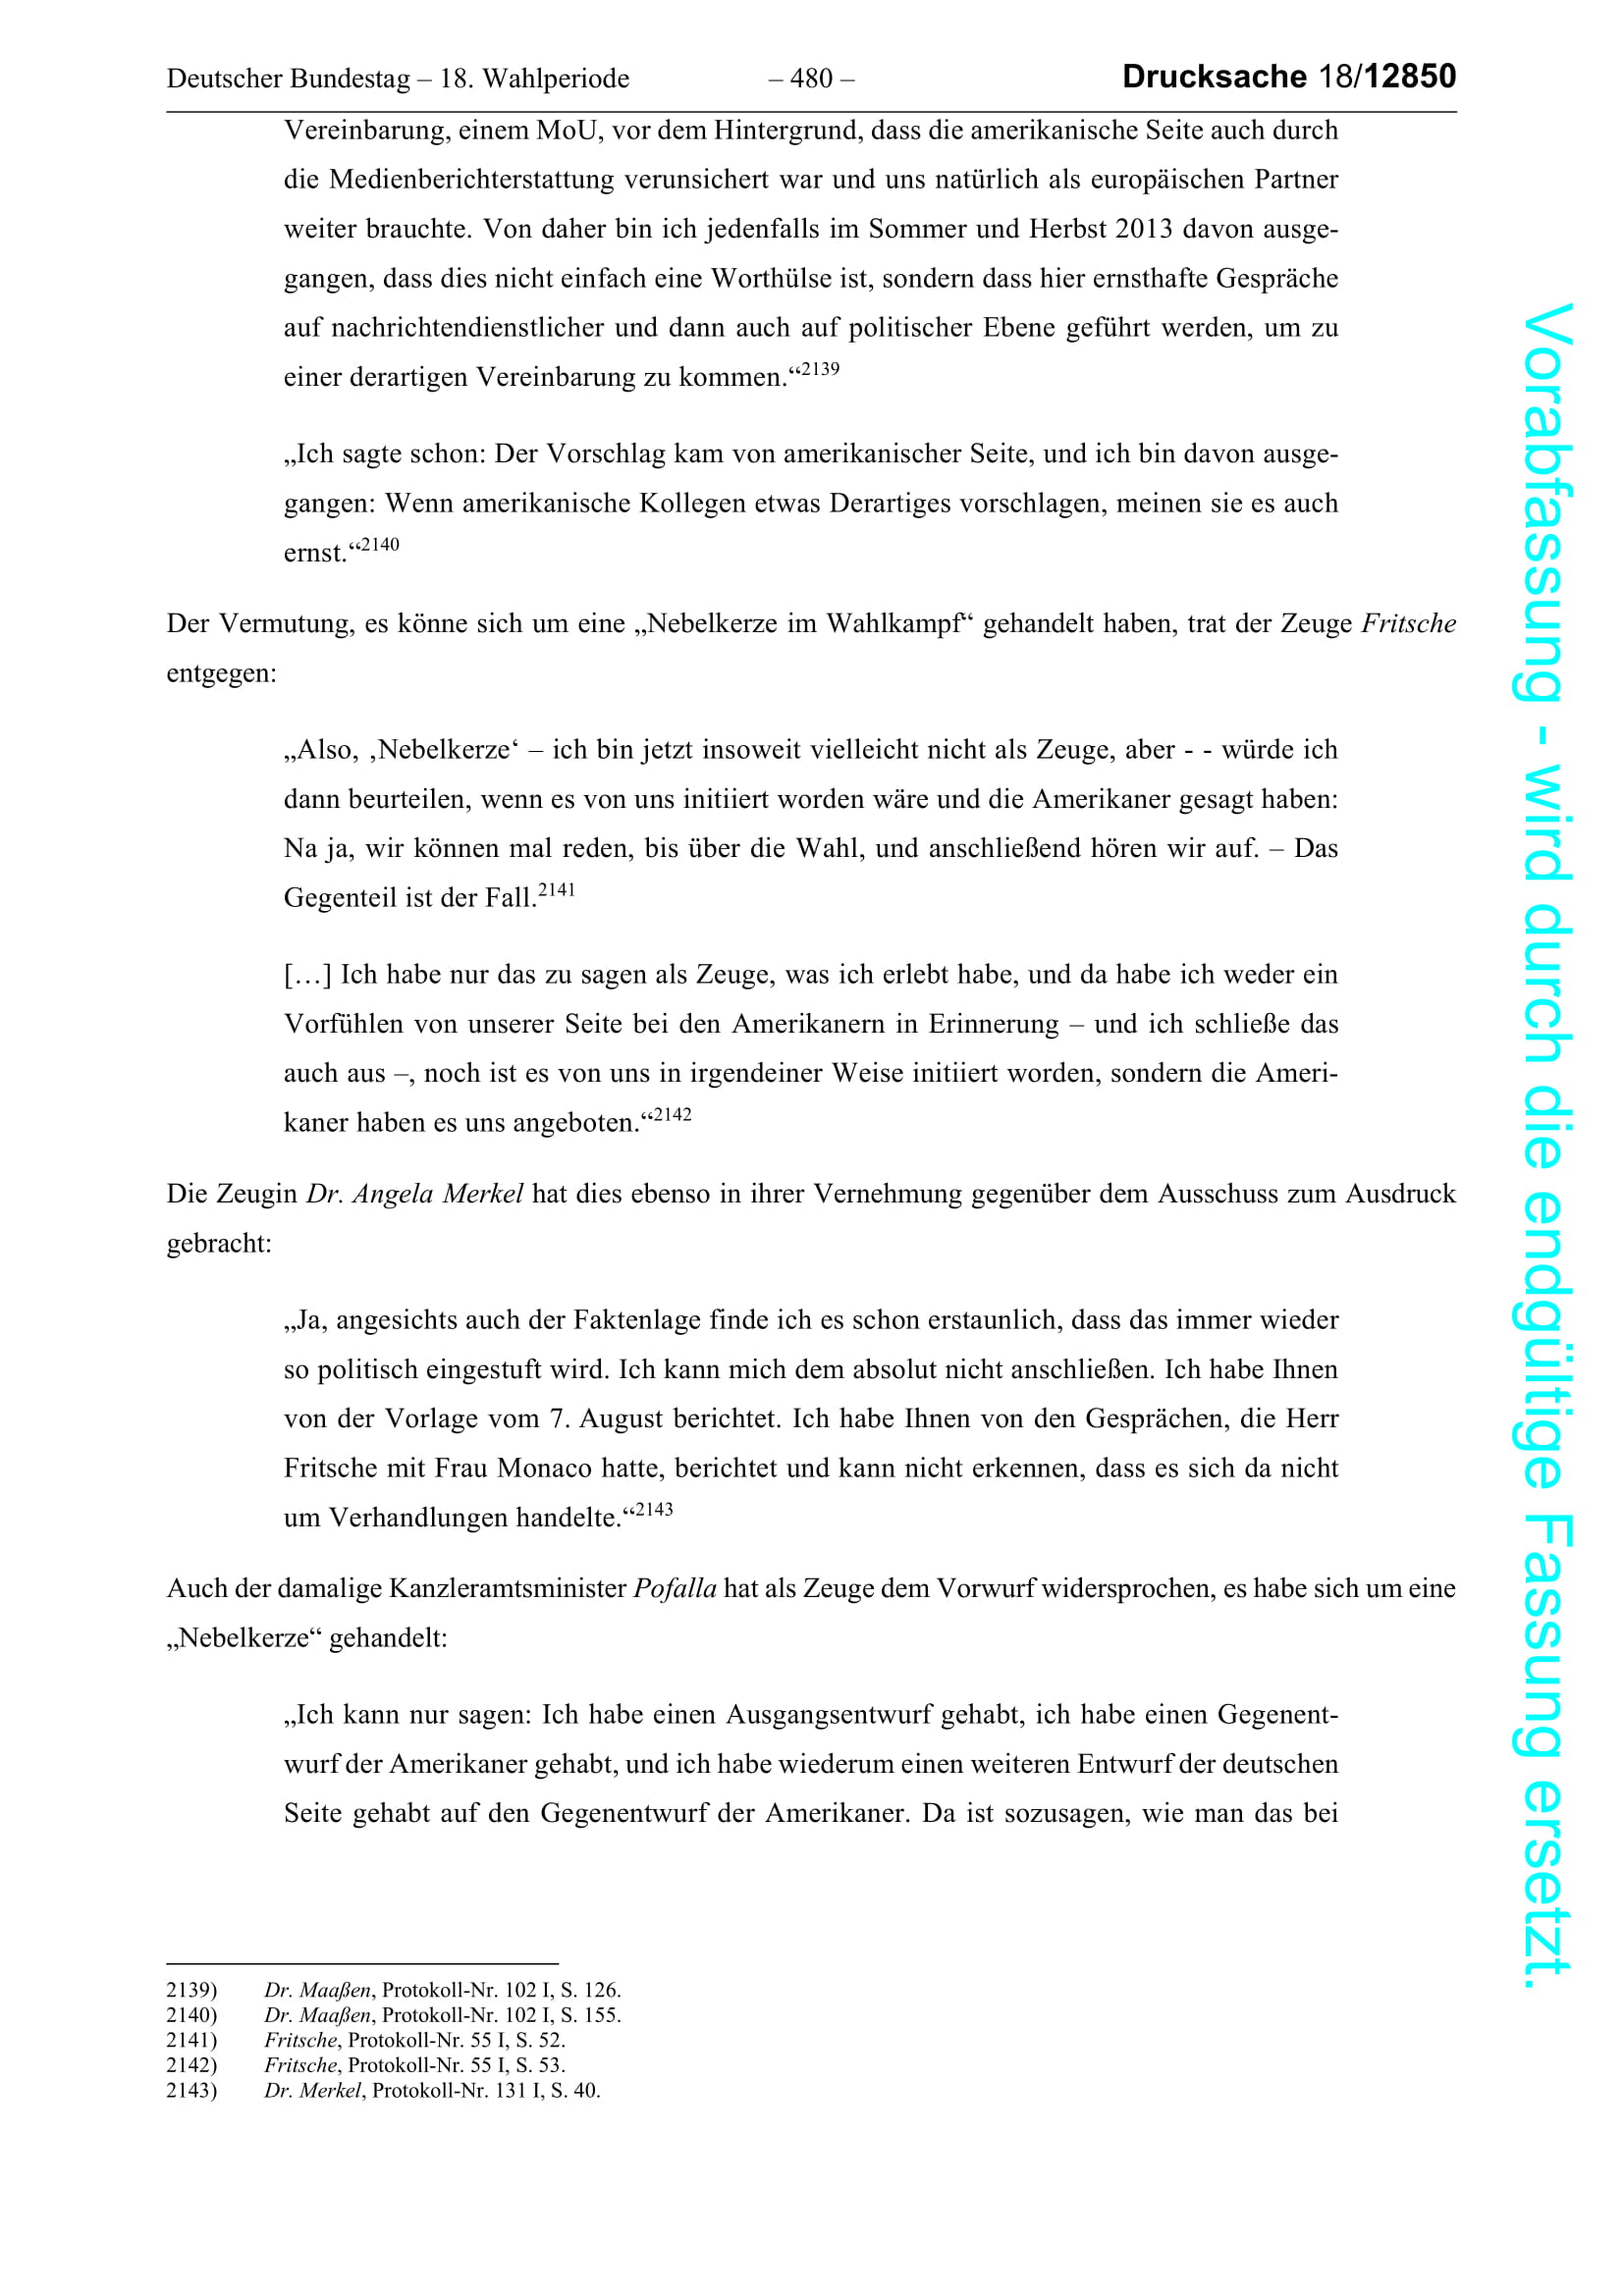 Deutscher Bundestag – 18. Wahlperiode – 480 – Drucksache 18/12850
Vereinbarung, einem MoU, vor dem Hintergrund, dass die amerikanische Seite auch durch
die Medienberichterstattung verunsichert war und uns natürlich als europäischen Partner
weiter brauchte. Von daher bin ich jedenfalls im Sommer und Herbst 2013 davon ausge-
gangen, dass dies nicht einfach eine Worthülse ist, sondern dass hier ernsthafte Gespräche
auf nachrichtendienstlicher und dann auch auf politischer Ebene geführt werden, um zu
einer derartigen Vereinbarung zu kommen.“2139
„Ich sagte schon: Der Vorschlag kam von amerikanischer Seite, und ich bin davon ausge-
gangen: Wenn amerikanische Kollegen etwas Derartiges vorschlagen, meinen sie es auch
ernst.“2140
Der Vermutung, es könne sich um eine „Nebelkerze im Wahlkampf“ gehandelt haben, trat der Zeuge Fritsche
entgegen:
„Also, ‚Nebelkerze‘ – ich bin jetzt insoweit vielleicht nicht als Zeuge, aber - - würde ich
dann beurteilen, wenn es von uns initiiert worden wäre und die Amerikaner gesagt haben:
Na ja, wir können mal reden, bis über die Wahl, und anschließend hören wir auf. – Das
Gegenteil ist der Fall.2141
[…] Ich habe nur das zu sagen als Zeuge, was ich erlebt habe, und da habe ich weder ein
Vorfühlen von unserer Seite bei den Amerikanern in Erinnerung – und ich schließe das
auch aus –, noch ist es von uns in irgendeiner Weise initiiert worden, sondern die Ameri-
kaner haben es uns angeboten.“2142
Die Zeugin Dr. Angela Merkel hat dies ebenso in ihrer Vernehmung gegenüber dem Ausschuss zum Ausdruck
gebracht:
„Ja, angesichts auch der Faktenlage finde ich es schon erstaunlich, dass das immer wieder
so politisch eingestuft wird. Ich kann mich dem absolut nicht anschließen. Ich habe Ihnen
von der Vorlage vom 7. August berichtet. Ich habe Ihnen von den Gesprächen, die Herr
Fritsche mit Frau Monaco hatte, berichtet und kann nicht erkennen, dass es sich da nicht
um Verhandlungen handelte.“2143
Auch der damalige Kanzleramtsminister Pofalla hat als Zeuge dem Vorwurf widersprochen, es habe sich um eine
„Nebelkerze“ gehandelt:
„Ich kann nur sagen: Ich habe einen Ausgangsentwurf gehabt, ich habe einen Gegenent-
wurf der Amerikaner gehabt, und ich habe wiederum einen weiteren Entwurf der deutschen
Seite gehabt auf den Gegenentwurf der Amerikaner. Da ist sozusagen, wie man das bei
2139) Dr. Maaßen, Protokoll-Nr. 102 I, S. 126.
2140) Dr. Maaßen, Protokoll-Nr. 102 I, S. 155.
2141) Fritsche, Protokoll-Nr. 55 I, S. 52.
2142) Fritsche, Protokoll-Nr. 55 I, S. 53.
2143) Dr. Merkel, Protokoll-Nr. 131 I, S. 40.
Vorabfassung - wird durch die endgültige Fassung ersetzt.